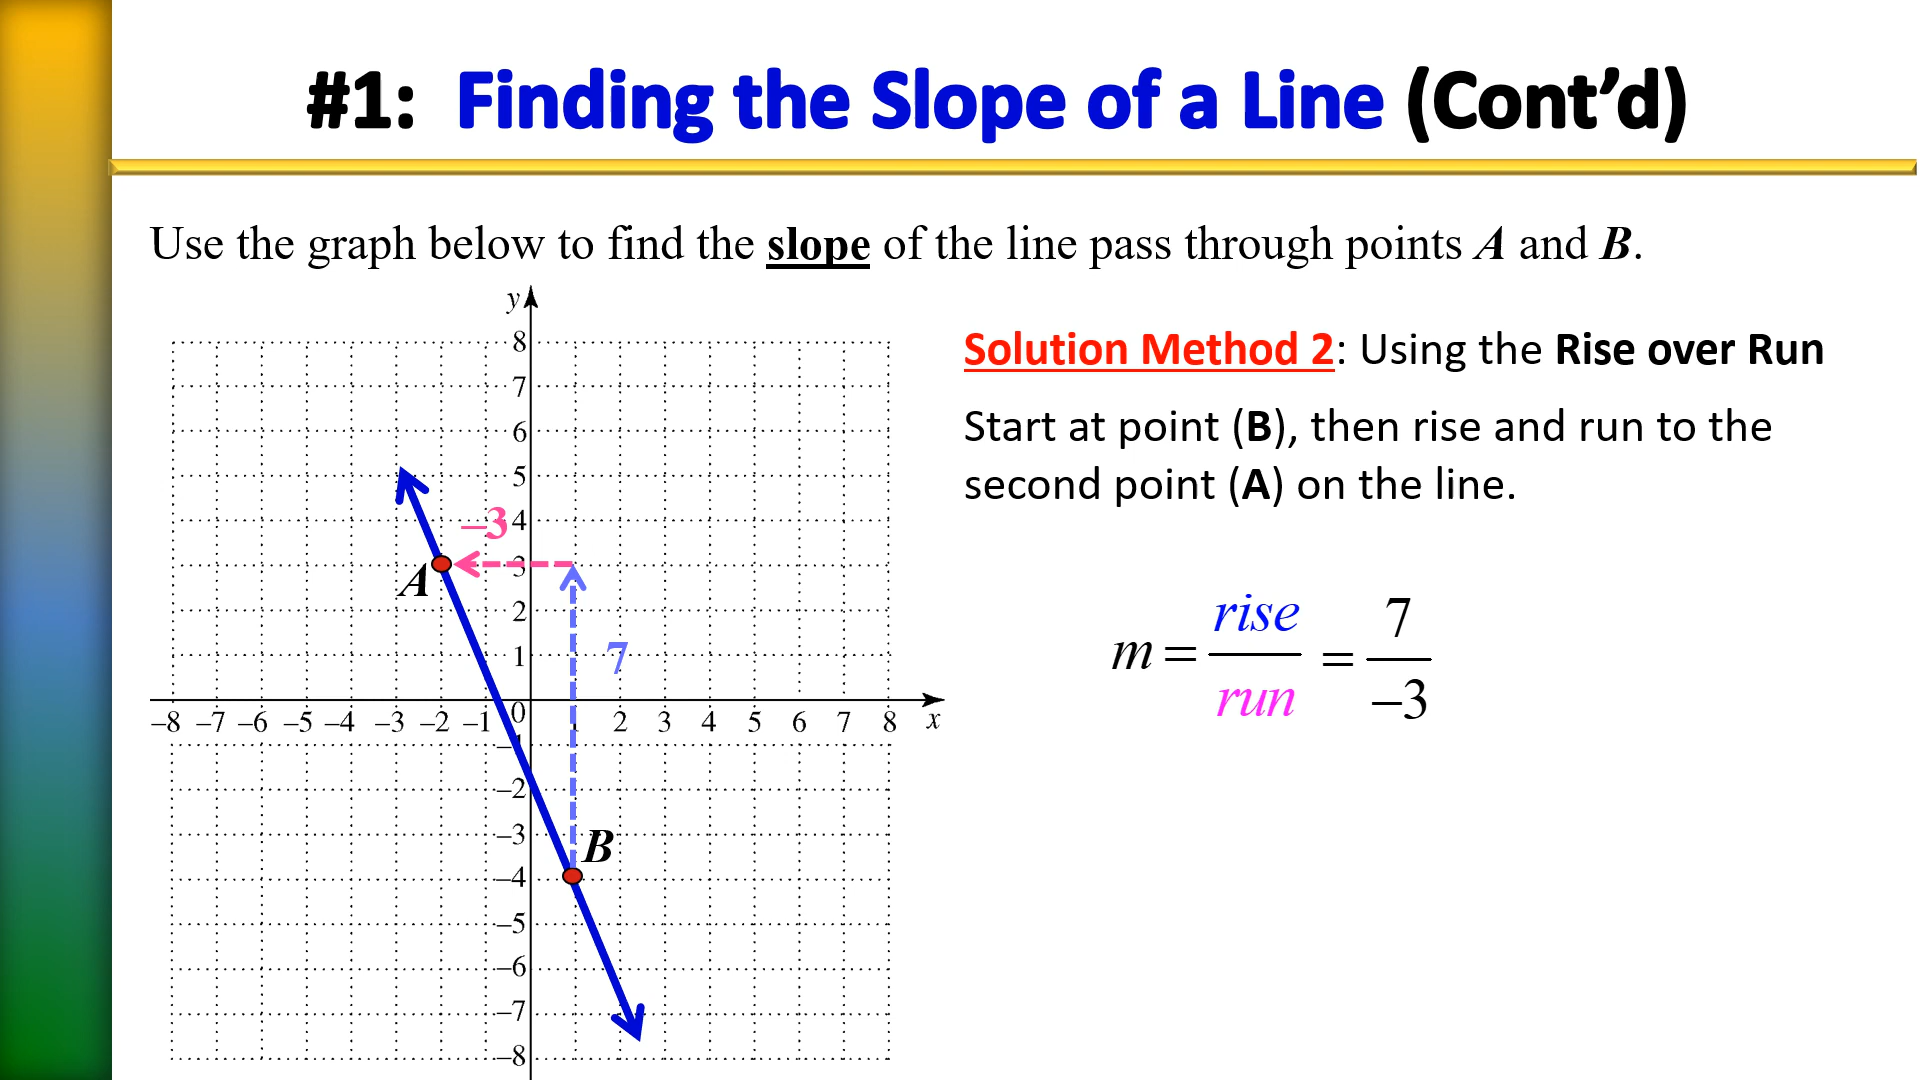 #1: Finding the Slope of a Line (Cont’d)
Use the graph below to find the slope of the line pass through points A and B.
Solution Method 2: Using the Rise over Run
Start at point (B), then rise and run to the
second point (A) on the line.
m = rise/run = 7/–3
y
8
7
6
5
–3 4
A 3
2
1 7
–8 –7 –6 –5 –4 –3 –2 –1 0 1 2 3 4 5 6 7 8 x
–1
–2
–3 B
–4
–5
–6
–7
–8